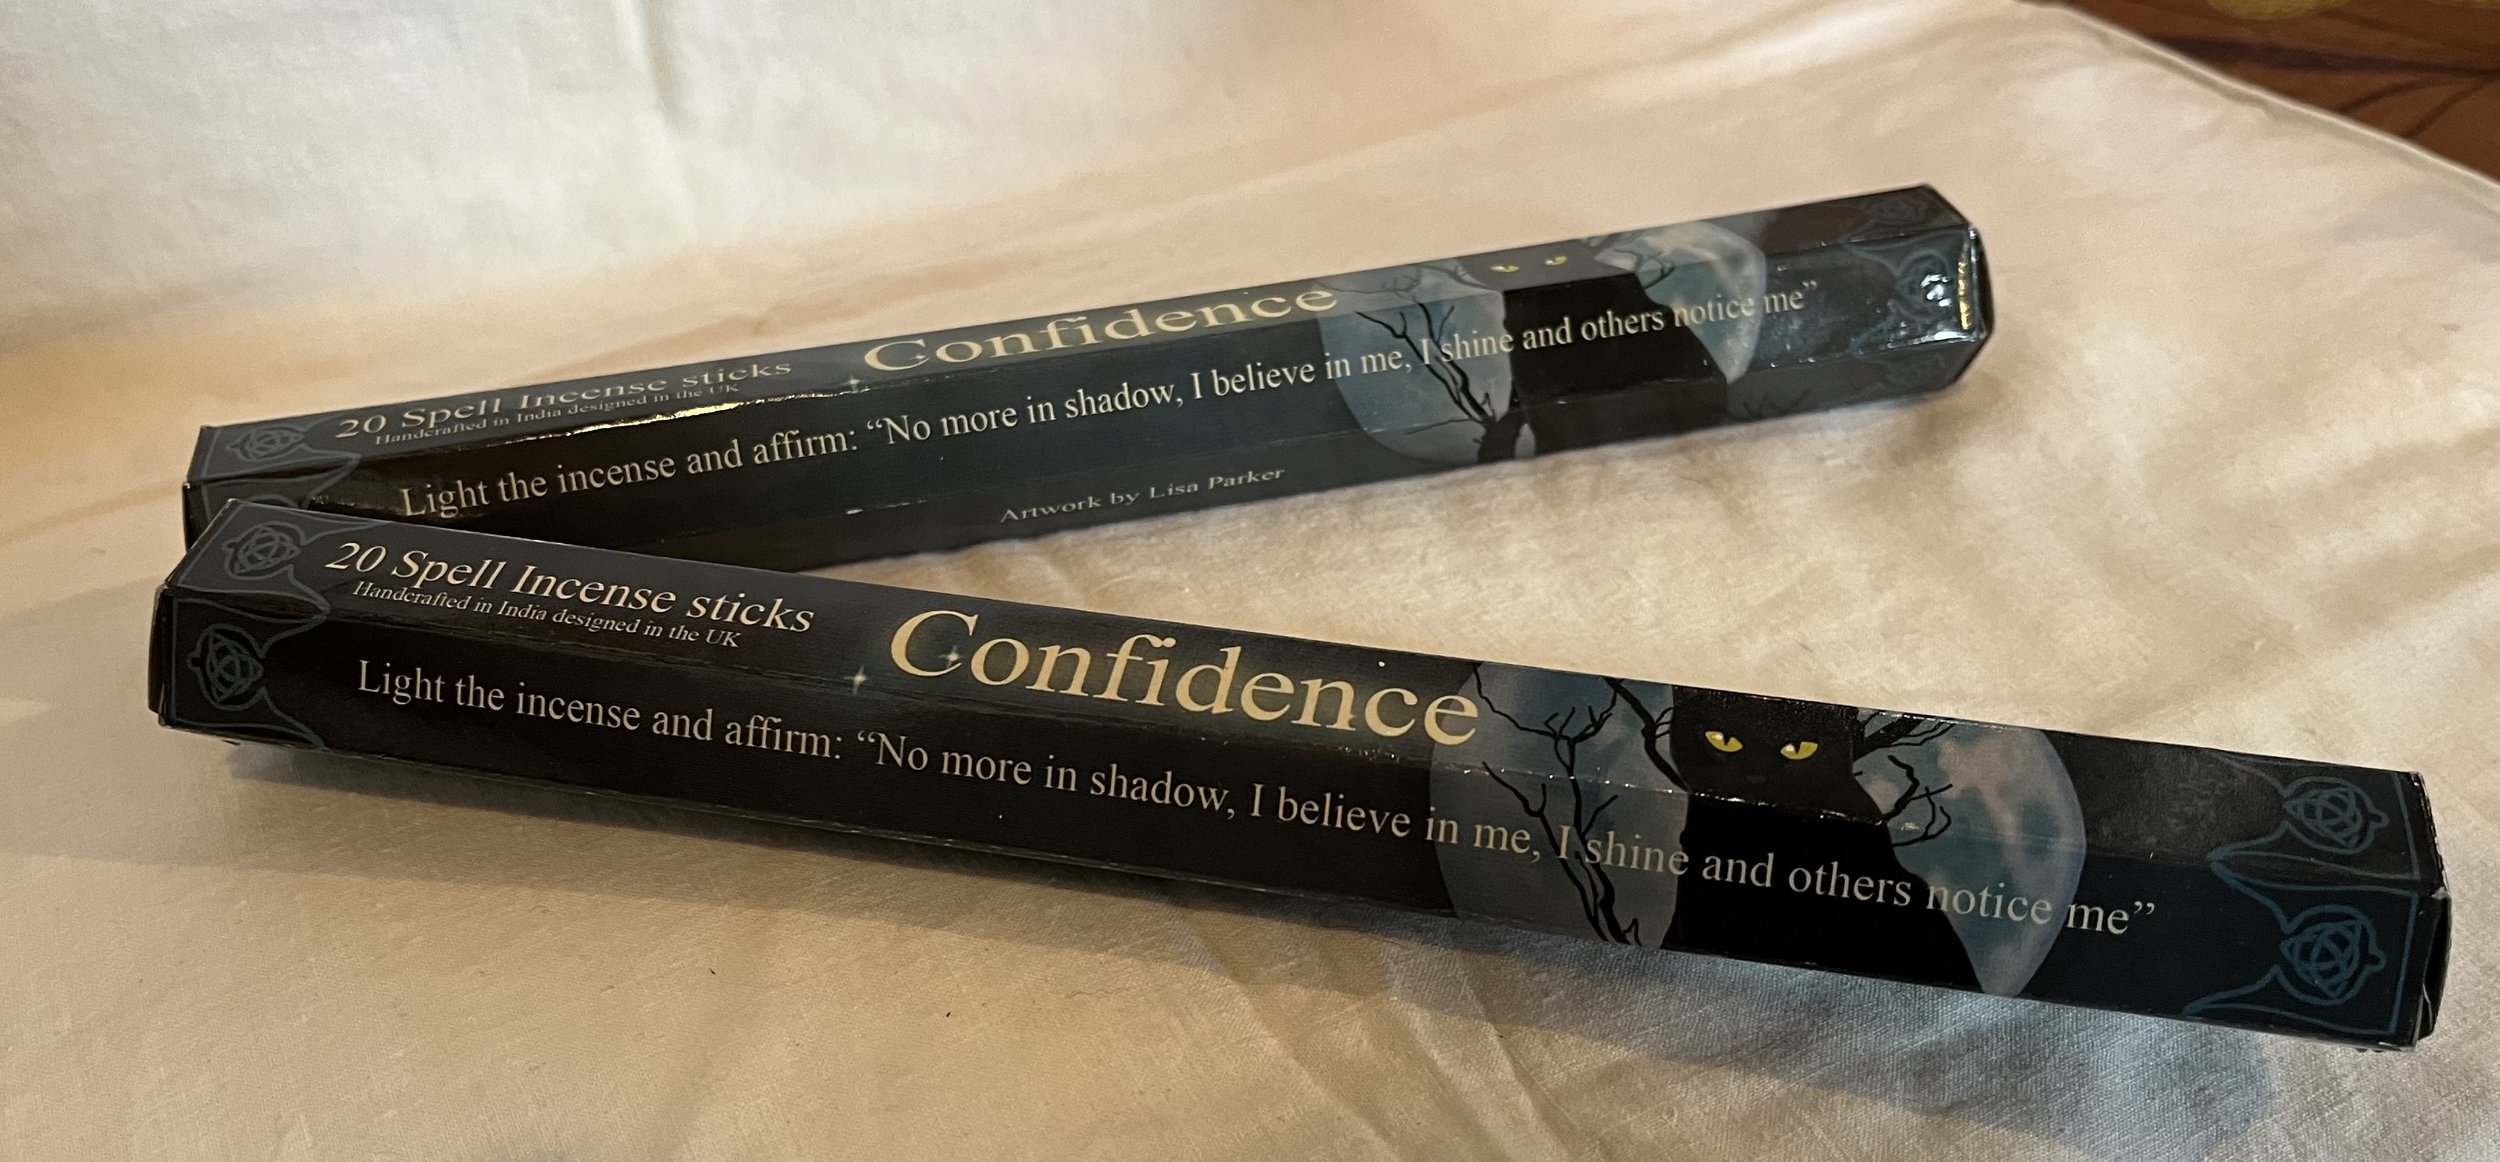 20 Spell Incense sticks
Handcrafted in India designed in the UK
Confidence
Light the incense and affirm: “No more in shadow, I believe in me, I shine and others notice me”
Artwork by Lisa Parker
20 Spell Incense sticks
Handcrafted in India designed in the UK
Confidence
Light the incense and affirm: “No more in shadow, I believe in me, I shine and others notice me”